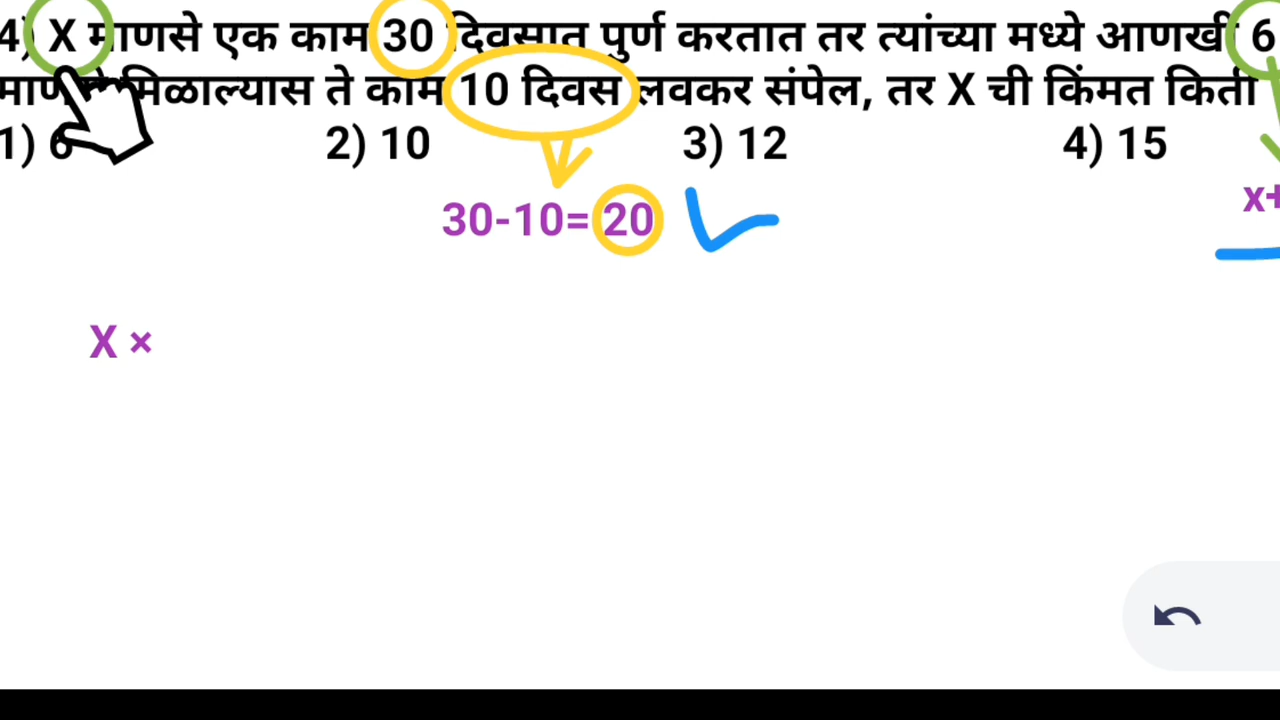 4) X माणसे एक काम 30 दिवसात पुर्ण करतात तर त्यांच्या मध्ये आणखी 6
मिळाल्यास ते काम 10 दिवस लवकर संपेल, तर X ची किंमत किती
1) 6 2) 10 3) 12 4) 15
30-10= 20 x+
X ×